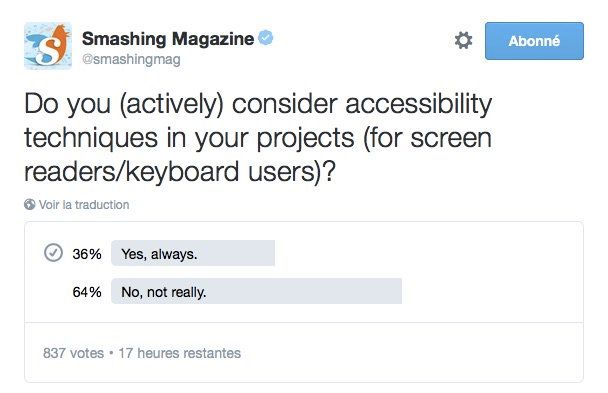 Smashing Magazine
@smashingmag
Abonné
Do you (actively) consider accessibility
techniques in your projects (for screen
readers/keyboard users)?
Voir la traduction
36% Yes, always.
64% No, not really.
837 votes • 17 heures restantes